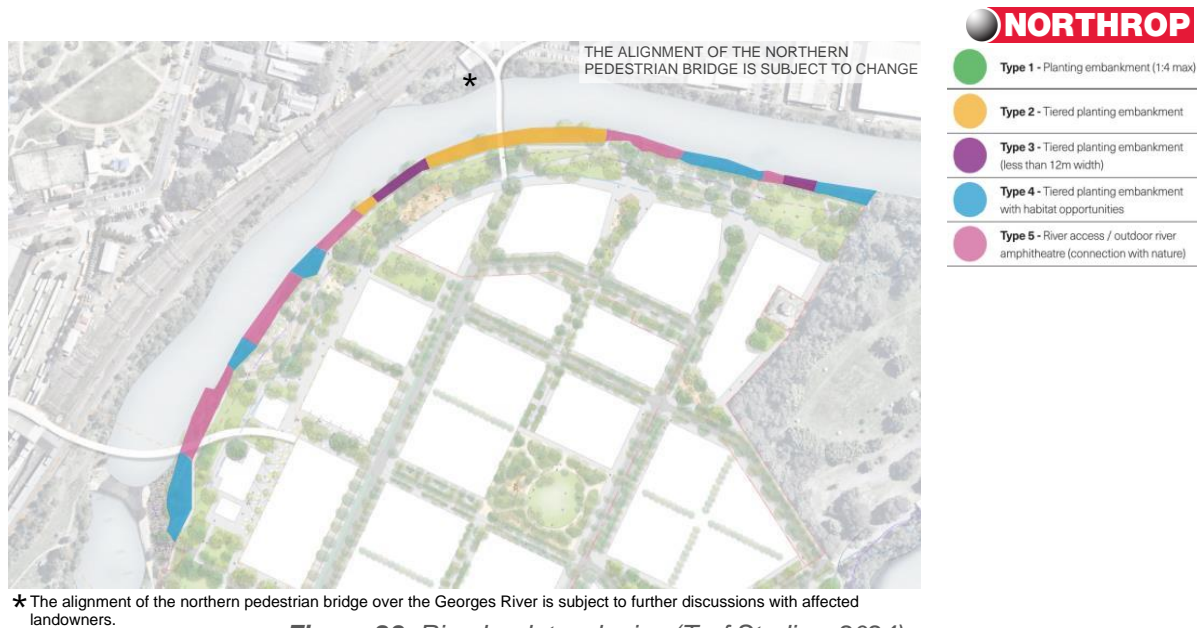 NORTHROP
THE ALIGNMENT OF THE NORTHERN
PEDESTRIAN BRIDGE IS SUBJECT TO CHANGE
*
Type 1 - Planting embankment (1:4 max)
Type 2 - Tiered planting embankment
Type 3 - Tiered planting embankment
(less than 12m width)
Type 4 - Tiered planting embankment
with habitat opportunities
Type 5 - River access / outdoor river
amphitheatre (connection with nature)
* The alignment of the northern pedestrian bridge over the Georges River is subject to further discussions with affected
landowners.